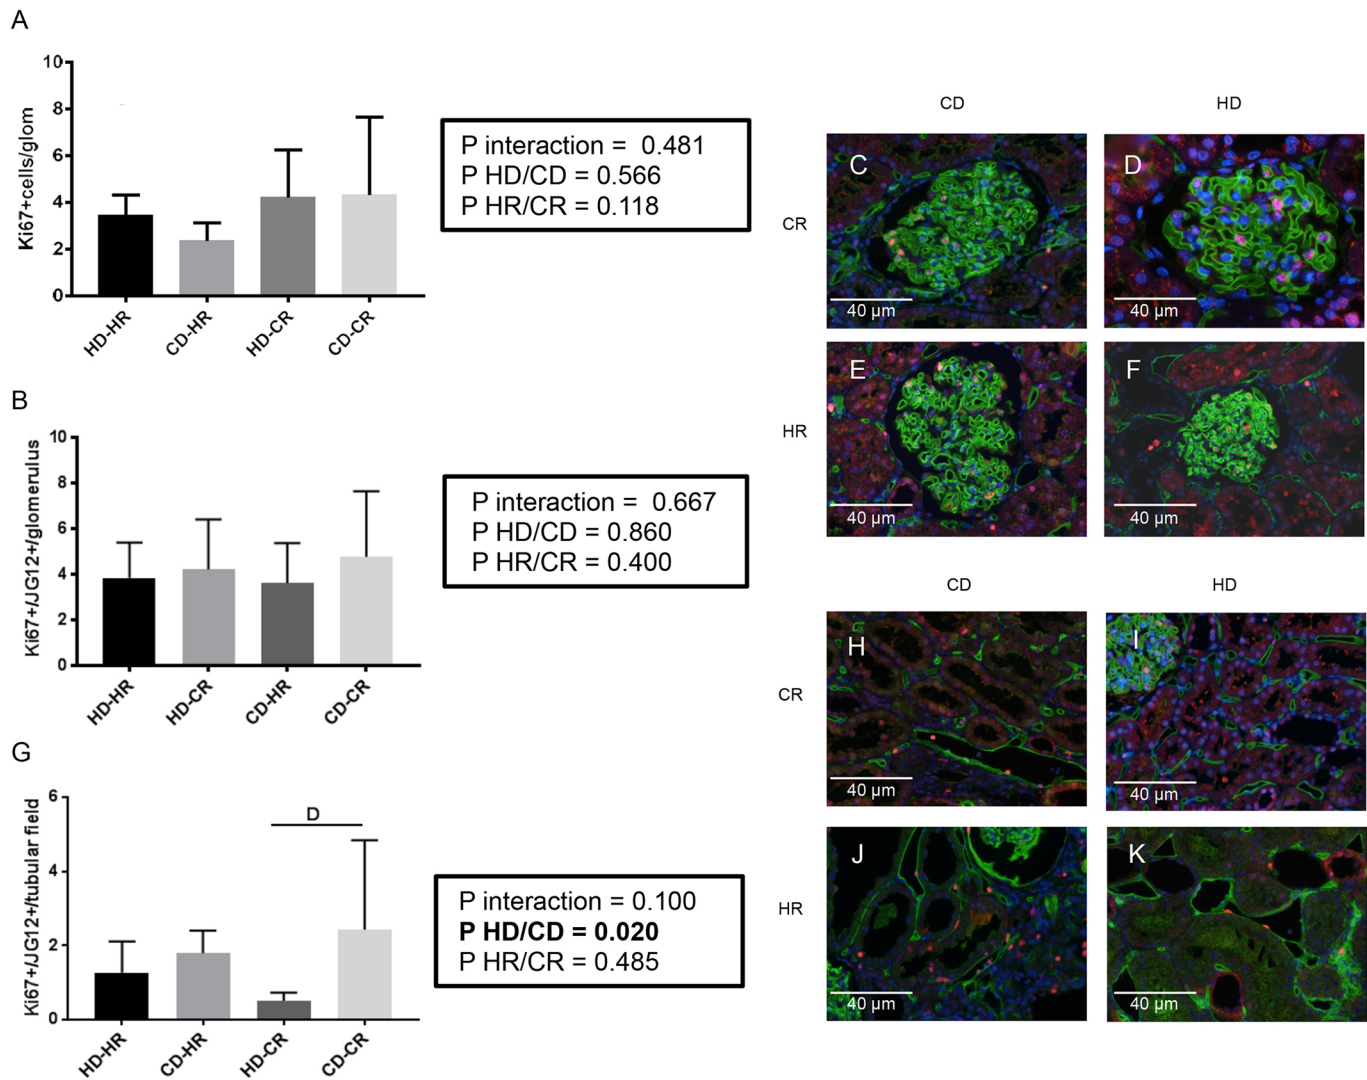 A
Ki67+cells/glom
10
8
6
4
2
0
HD-HR
CD-HR
HD-CR
CD-CR
P interaction = 0.481
P HD/CD = 0.566
P HR/CR = 0.118
B
Ki67+/JG12+/glomerulus
10
8
6
4
2
0
HD-HR
HD-CR
CD-HR
CD-CR
P interaction = 0.667
P HD/CD = 0.860
P HR/CR = 0.400
G
Ki67+/JG12+/tubular field
6
4
2
0
D
HD-HR
CD-HR
HD-CR
CD-CR
P interaction = 0.100
P HD/CD = 0.020
P HR/CR = 0.485
CD
HD
CR
C
40 µm
D
40 µm
HR
E
40 µm
F
40 µm
CD
HD
CR
H
40 µm
I
40 µm
HR
J
40 µm
K
40 µm